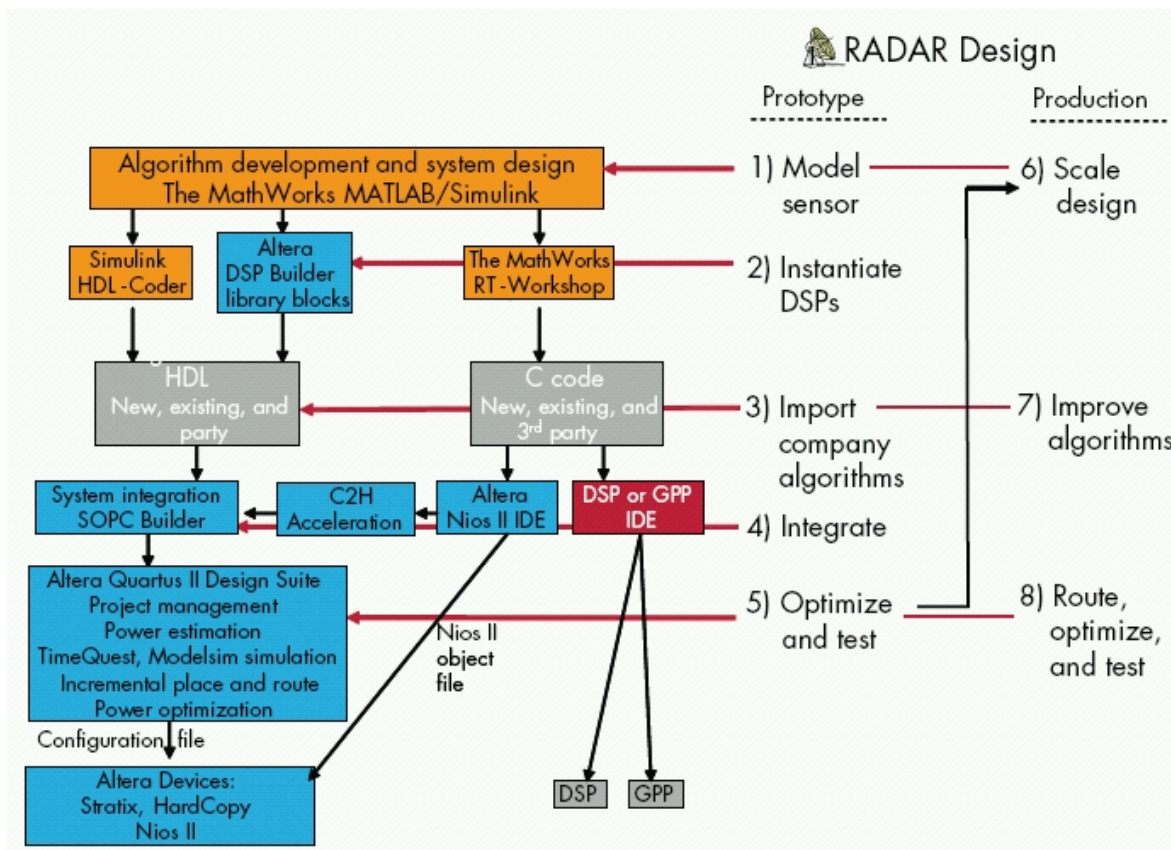 RADAR Design
Prototype
Production
Algorithm development and system design
The MathWorks MATLAB/Simulink
1) Model
sensor
6) Scale
design
Simulink
HDL-Coder
Altera
DSP Builder
library blocks
The MathWorks
RT-Workshop
2) Instantiate
DSPs
HDL
New, existing, and
party
C code
New, existing, and
3rd party
3) Import
company
algorithms
7) Improve
algorithms
System integration
SOPC Builder
C2H
Acceleration
Altera
Nios II IDE
DSP or GPP
IDE
4) Integrate
Altera Quartus II Design Suite
Project management
Power estimation
TimeQuest, Modelsim simulation
Incremental place and route
Power optimization
Nios II
object
file
5) Optimize
and test
8) Route,
optimize,
and test
Configuration file
Altera Devices:
Stratix, HardCopy
Nios II
DSP
GPP